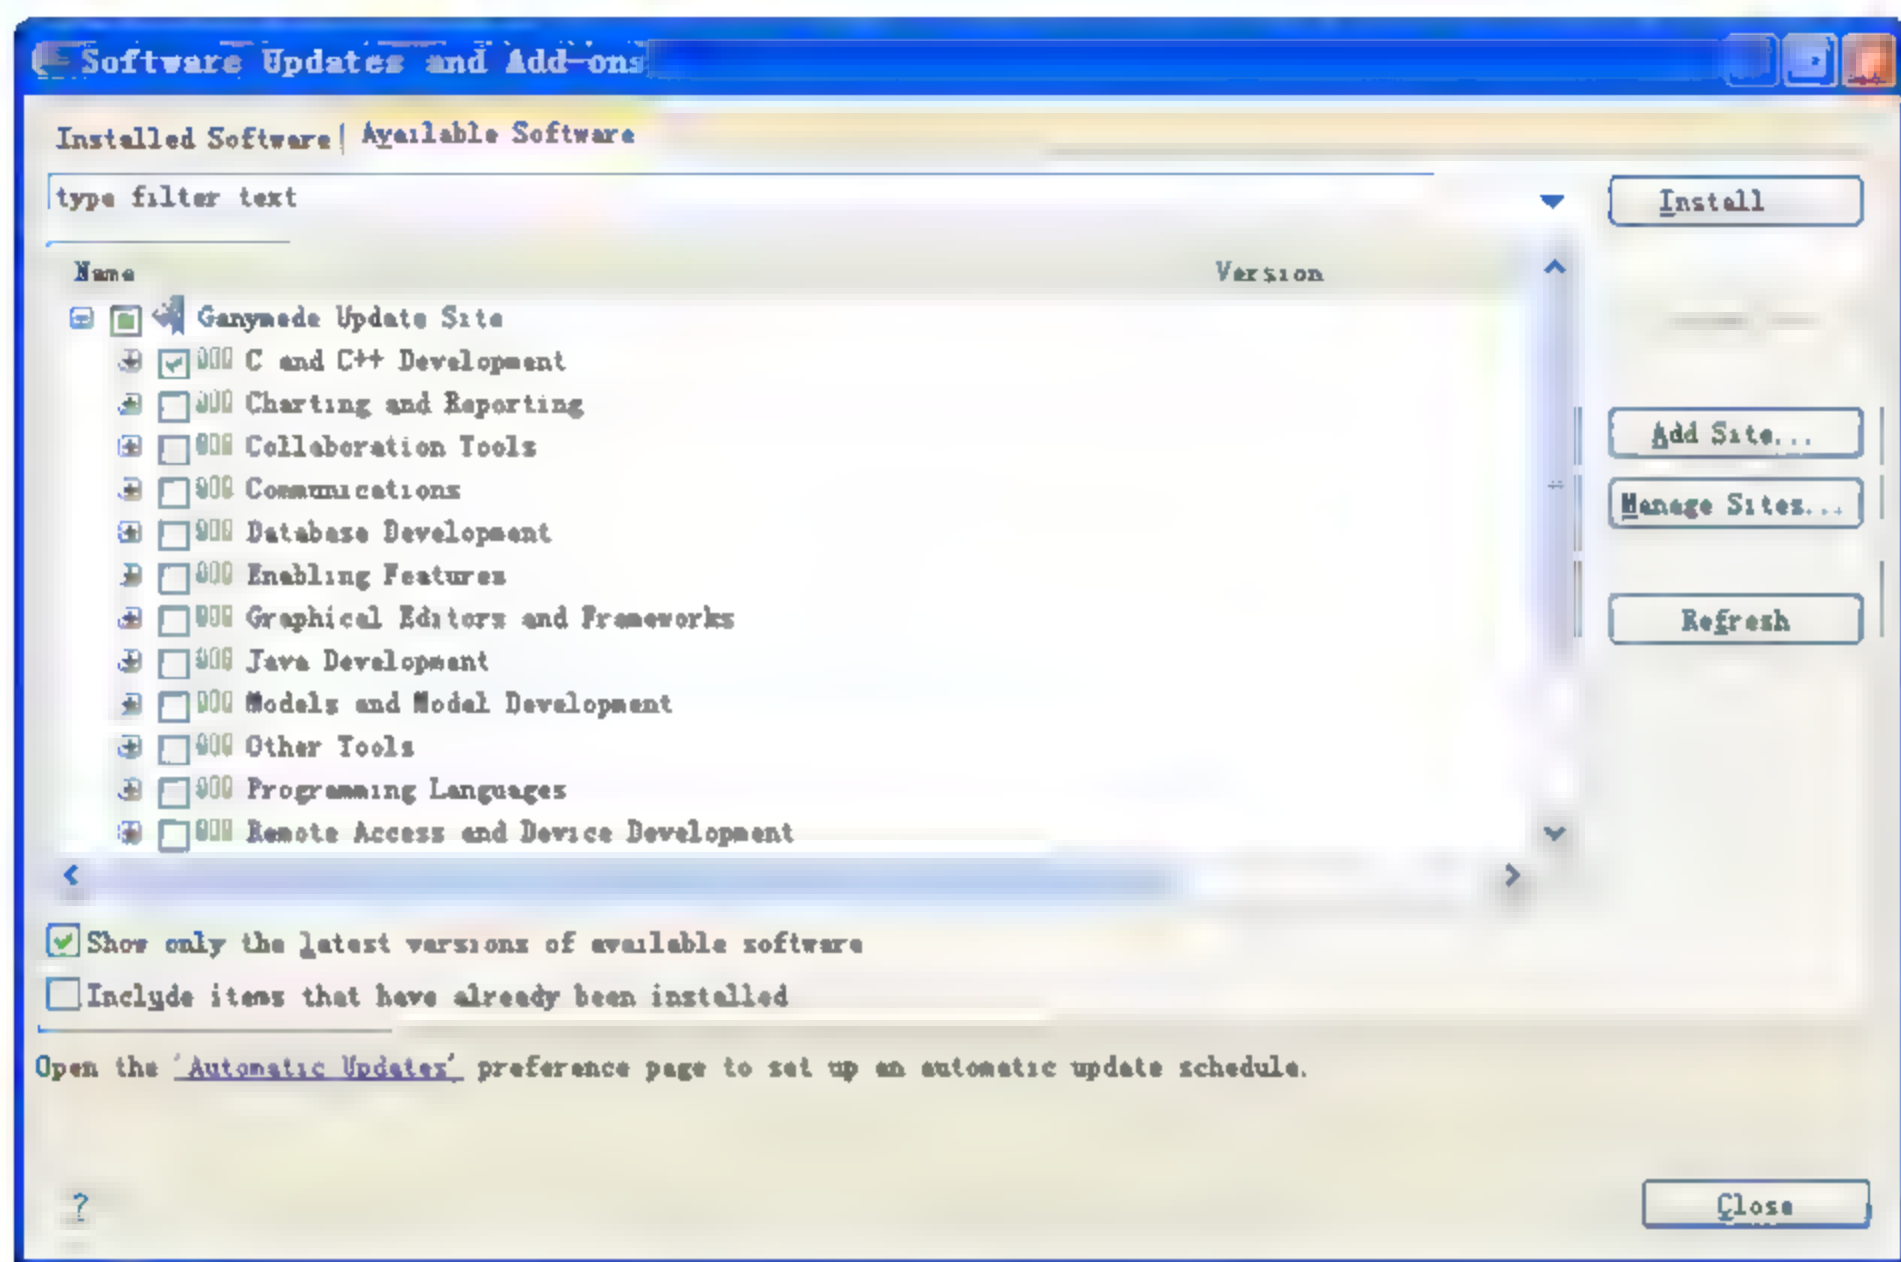 Software Updates and Add-ons
Installed Software Available Software
type filter text
Install
Name Version
Ganymede Update Site
C and C++ Development
Charting and Reporting
Collaboration Tools
Add Site...
Communications
Manage Sites...
Database Development
Enabling Features
Graphical Editors and Frameworks
Refresh
Java Development
Models and Model Development
Other Tools
Programming Languages
Remote Access and Device Development
Show only the latest versions of available software
Include items that have already been installed
Open the 'Automatic Updates' preference page to set up an automatic update schedule.
?
Close